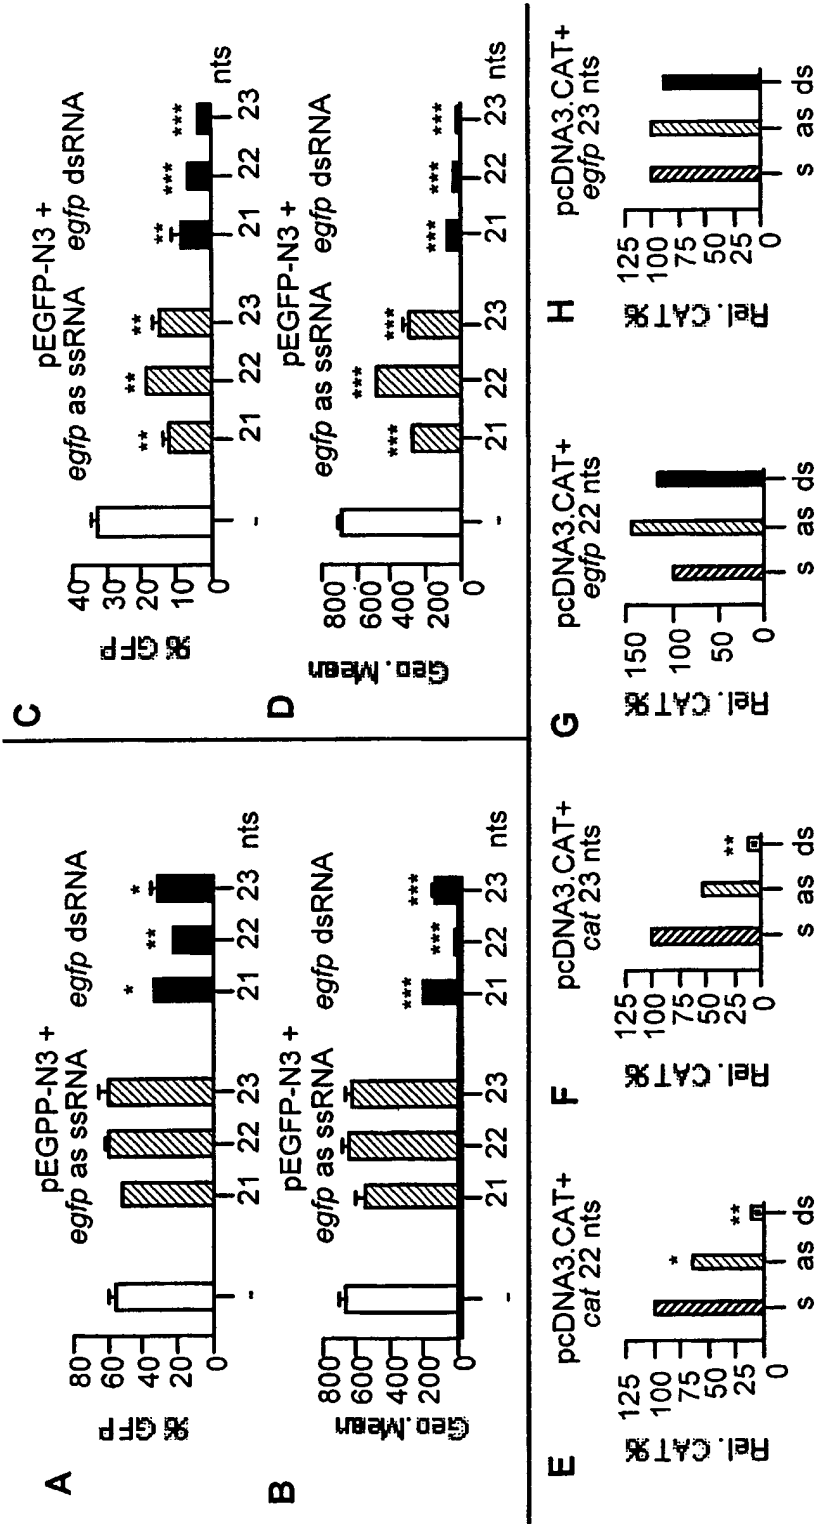 A
pEGPP-N3 +
egfp as ssRNA egfp dsRNA
% GFP
80
60
40
20
0
* ** *
- 21 22 23 21 22 23 nts
B
pEGFP-N3 +
egfp as ssRNA egfp dsRNA
Geo. Mean
800
600
400
200
0
*** *** ***
- 21 22 23 21 22 23 nts
C
pEGFP-N3 +
egfp as ssRNA egfp dsRNA
% GFP
40
30
20
10
0
** ** ** ** *** ***
- 21 22 23 21 22 23 nts
D
pEGFP-N3 +
egfp as ssRNA egfp dsRNA
Geo. Mean
800
600
400
200
0
*** *** *** *** *** ***
- 21 22 23 21 22 23 nts
E
pcDNA3.CAT+
cat 22 nts
Rel. CAT%
125
100
75
50
25
0
* **
s as ds
F
pcDNA3.CAT+
cat 23 nts
Rel. CAT%
125
100
75
50
25
0
**
s as ds
G
pcDNA3.CAT+
egfp 22 nts
Rel. CAT%
150
100
50
0
s as ds
H
pcDNA3.CAT+
egfp 23 nts
Rel. CAT%
125
100
75
50
25
0
s as ds